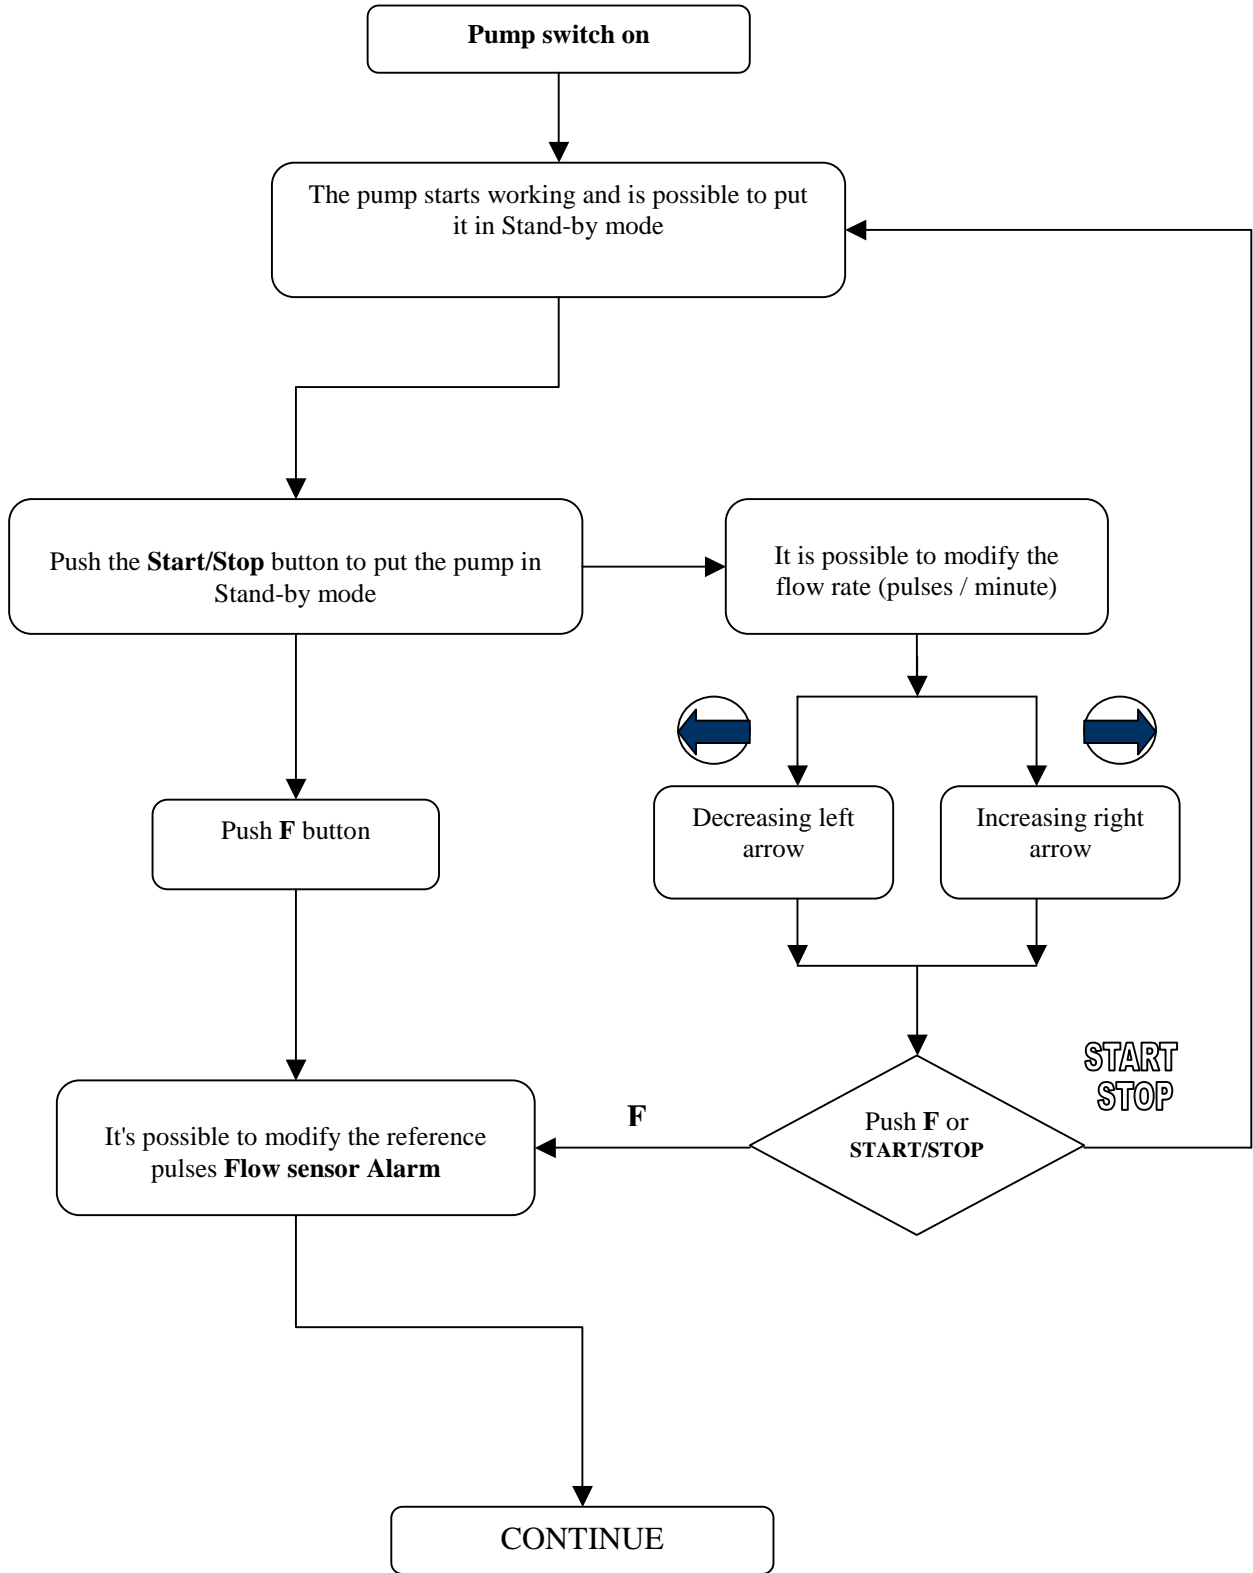 Pump switch on
The pump starts working and is possible to put
it in Stand-by mode
Push the Start/Stop button to put the pump in
Stand-by mode
It is possible to modify the
flow rate (pulses / minute)
Decreasing left
arrow
Increasing right
arrow
Push F button
START
STOP
F
Push F or
START/STOP
It's possible to modify the reference
pulses Flow sensor Alarm
CONTINUE